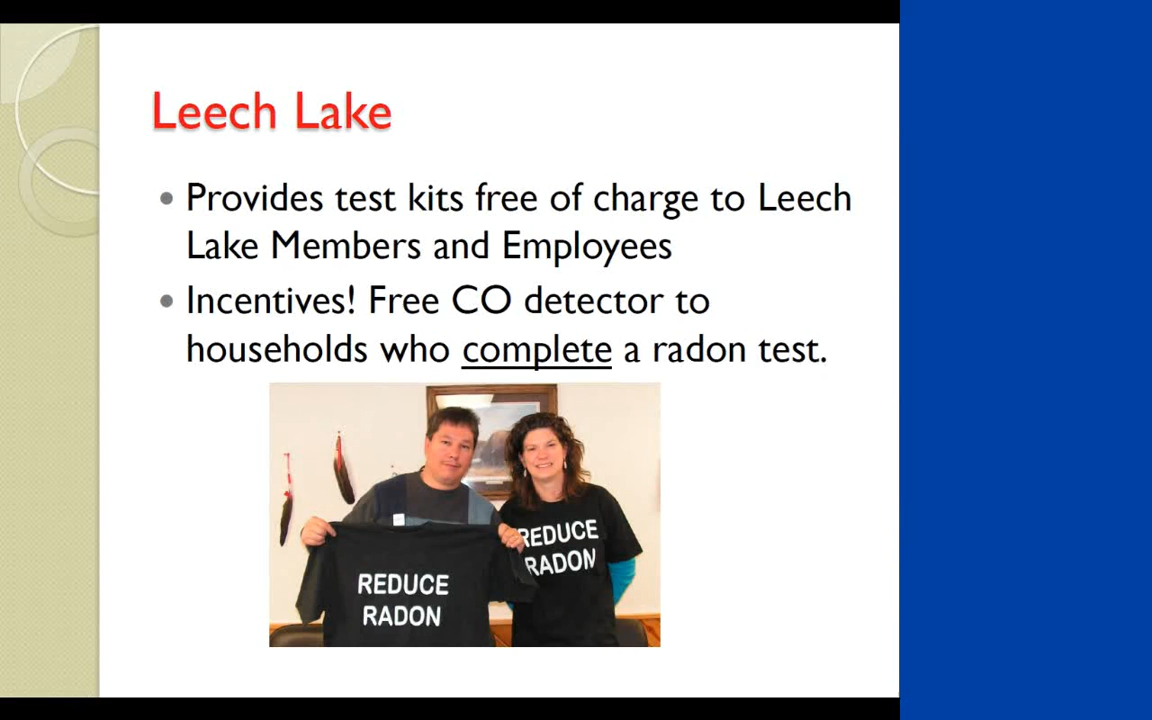 Leech Lake
• Provides test kits free of charge to Leech
Lake Members and Employees
• Incentives! Free CO detector to
households who complete a radon test.
REDUCE
RADON
REDUCE
RADON